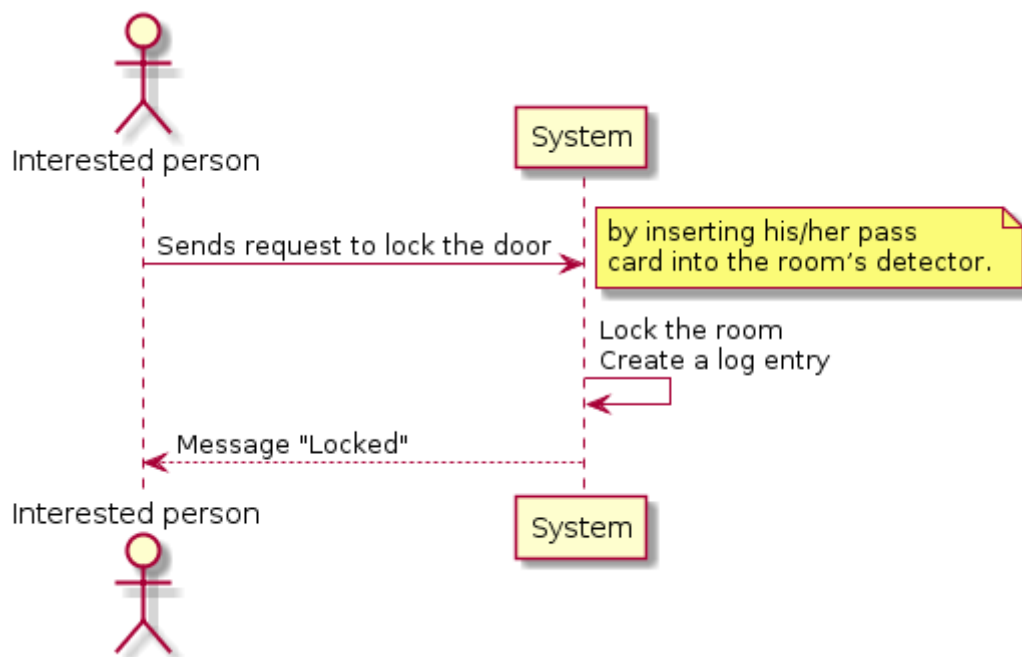 Interested person
System
Sends request to lock the door
by inserting his/her pass
card into the room’s detector.
Lock the room
Create a log entry
Message "Locked"
Interested person
System